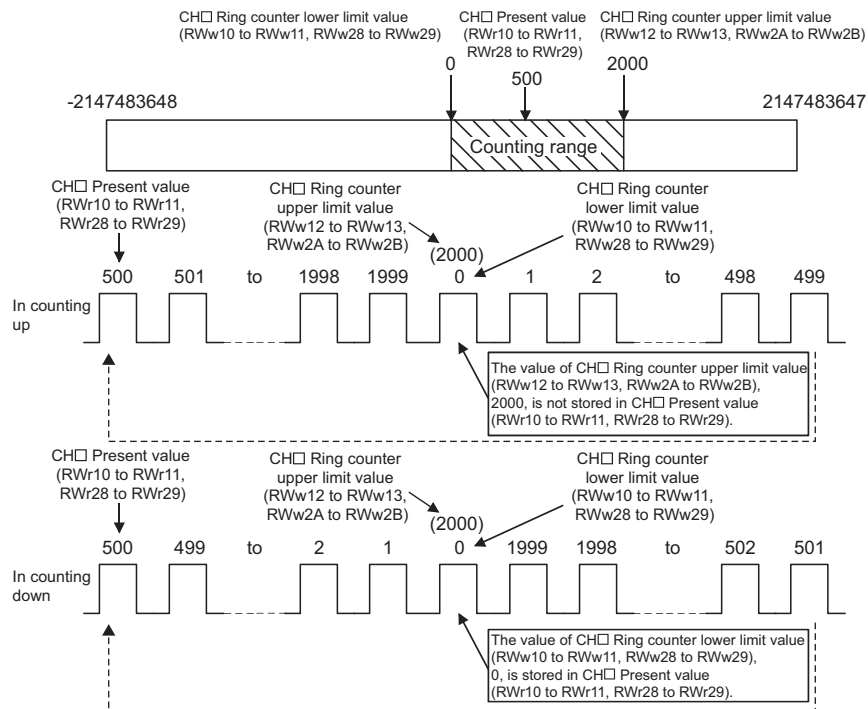 CH□ Ring counter lower limit value
(RWw10 to RWw11, RWw28 to RWw29)
CH□ Present value
(RWr10 to RWr11,
RWr28 to RWr29)
CH□ Ring counter upper limit value
(RWw12 to RWw13, RWw2A to RWw2B)
0
500
2000
-2147483648
2147483647
Counting range
CH□ Present value
(RWr10 to RWr11,
RWr28 to RWr29)
CH□ Ring counter
upper limit value
(RWw12 to RWw13,
RWw2A to RWw2B)
CH□ Ring counter
lower limit value
(RWw10 to RWw11,
RWw28 to RWw29)
(2000)
500 501 to 1998 1999 0 1 2 to 498 499
In counting
up
The value of CH□ Ring counter upper limit value
(RWw12 to RWw13, RWw2A to RWw2B),
2000, is not stored in CH□ Present value
(RWr10 to RWr11, RWr28 to RWr29).
CH□ Present value
(RWr10 to RWr11,
RWr28 to RWr29)
CH□ Ring counter
upper limit value
(RWw12 to RWw13,
RWw2A to RWw2B)
CH□ Ring counter
lower limit value
(RWw10 to RWw11,
RWw28 to RWw29)
(2000)
500 499 to 2 1 0 1999 1998 to 502 501
In counting
down
The value of CH□ Ring counter lower limit value
(RWw10 to RWw11, RWw28 to RWw29),
0, is stored in CH□ Present value
(RWr10 to RWr11, RWr28 to RWr29).